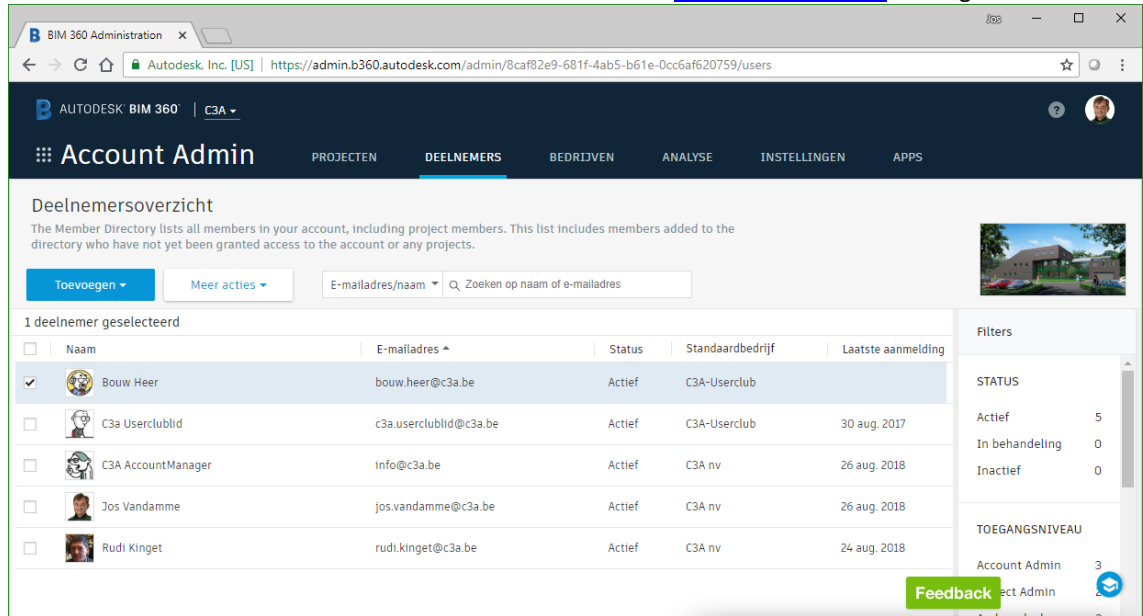 Jos
BIM 360 Administration
Autodesk, Inc. [US] | https://admin.b360.autodesk.com/admin/8caf82e9-681f-4ab5-b61e-0cc6af620759/users
AUTODESK® BIM 360® | C3A
Account Admin PROJECTEN DEELNEMERS BEDRIJVEN ANALYSE INSTELLINGEN APPS
Deelnemersoverzicht
The Member Directory lists all members in your account, including project members. This list includes members added to the
directory who have not yet been granted access to the account or any projects.
Toevoegen Meer acties E-mailadres/naam Zoeken op naam of e-mailadres
1 deelnemer geselecteerd
Naam E-mailadres Status Standaardbedrijf Laatste aanmelding
Bouw Heer bouw.heer@c3a.be Actief C3A-Userclub
C3a Userclublid c3a.userclublid@c3a.be Actief C3A-Userclub 30 aug. 2017
C3A AccountManager info@c3a.be Actief C3A nv 26 aug. 2018
Jos Vandamme jos.vandamme@c3a.be Actief C3A nv 26 aug. 2018
Rudi Kinget rudi.kinget@c3a.be Actief C3A nv 24 aug. 2018
Filters
STATUS
Actief 5
In behandeling 0
Inactief 0
TOEGANGSNIVEAU
Account Admin 3
ect Admin
Feedback